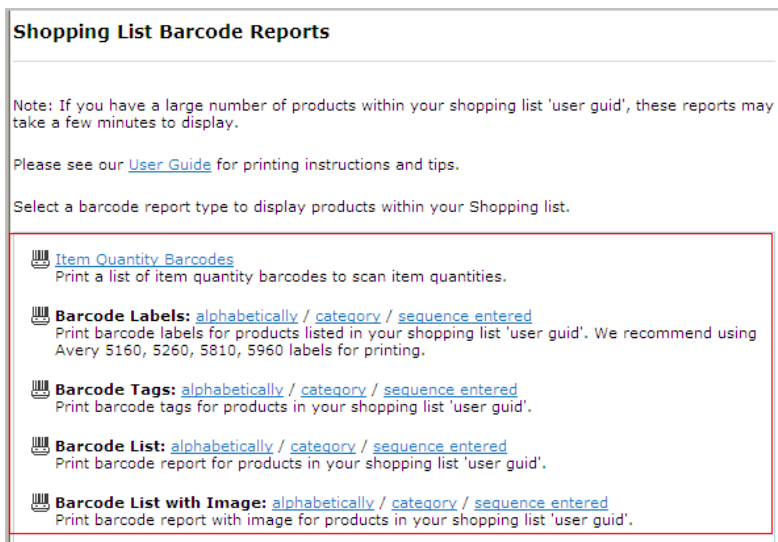 Shopping List Barcode Reports
Note: If you have a large number of products within your shopping list 'user guid', these reports may
take a few minutes to display.
Please see our User Guide for printing instructions and tips.
Select a barcode report type to display products within your Shopping list.
Item Quantity Barcodes
Print a list of item quantity barcodes to scan item quantities.
Barcode Labels: alphabetically / category / sequence entered
Print barcode labels for products listed in your shopping list 'user guid'. We recommend using
Avery 5160, 5260, 5810, 5960 labels for printing.
Barcode Tags: alphabetically / category / sequence entered
Print barcode tags for products in your shopping list 'user guid'.
Barcode List: alphabetically / category / sequence entered
Print barcode report for products in your shopping list 'user guid'.
Barcode List with Image: alphabetically / category / sequence entered
Print barcode report with image for products in your shopping list 'user guid'.